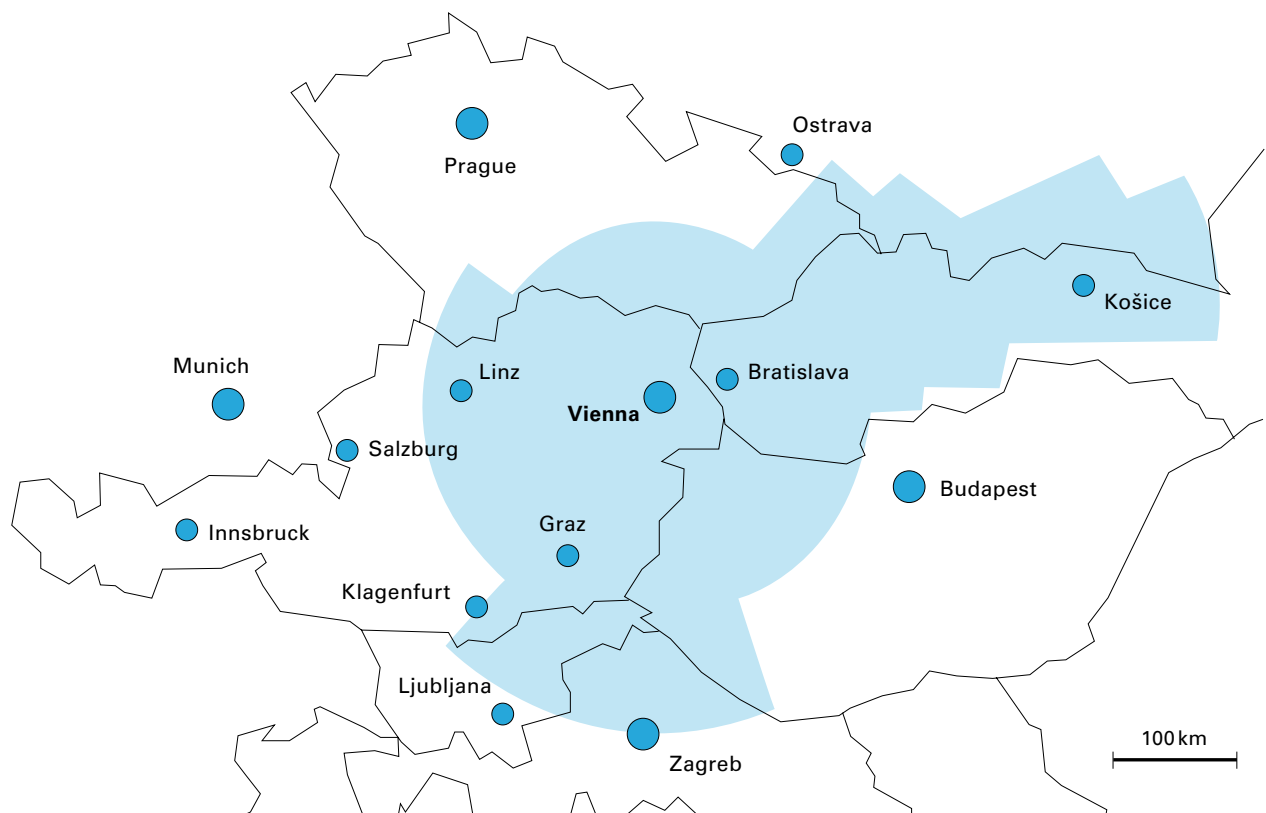 Ostrava
Prague
Košice
Munich
Linz
Bratislava
Vienna
Salzburg
Budapest
Graz
Innsbruck
Klagenfurt
Ljubljana
100 km
Zagreb